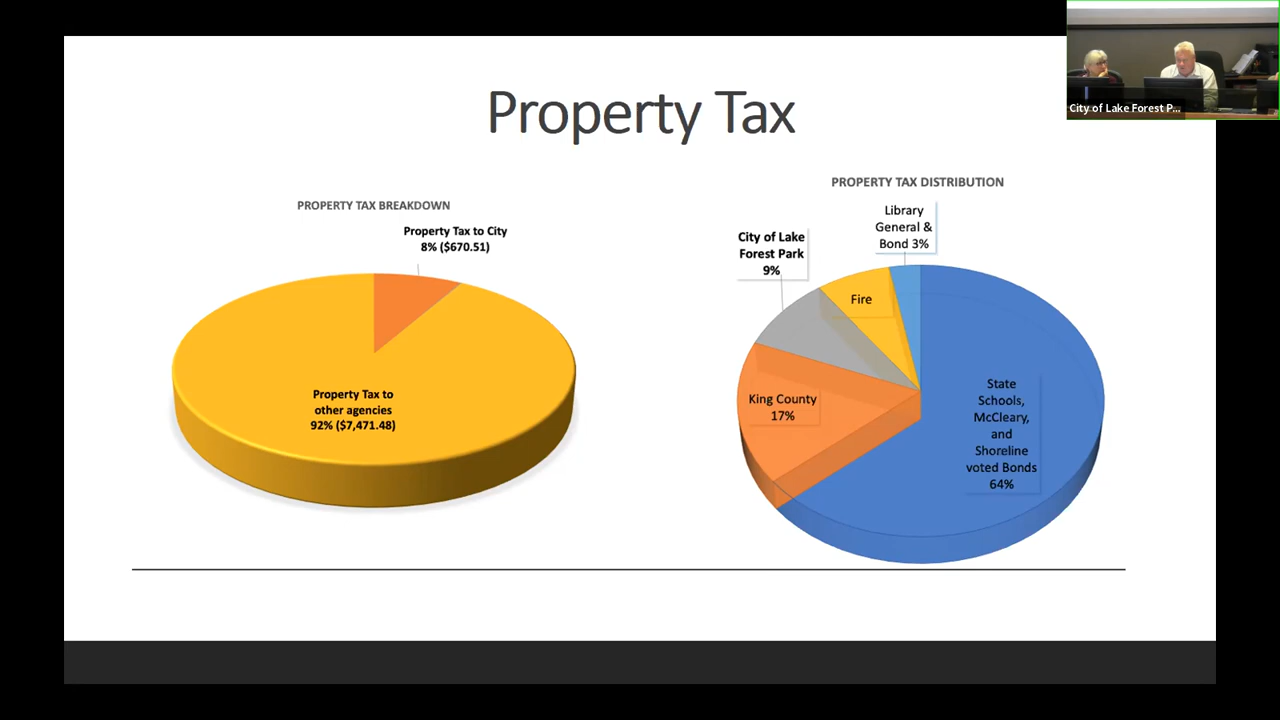 Property Tax
PROPERTY TAX BREAKDOWN
Property Tax to City
8% ($670.51)
Property Tax to
other agencies
92% ($7,471.48)
PROPERTY TAX DISTRIBUTION
Library
General &
Bond 3%
City of Lake
Forest Park
9%
Fire
King County
17%
State
Schools,
McCleary,
and
Shoreline
voted Bonds
64%
City of Lake Forest P...